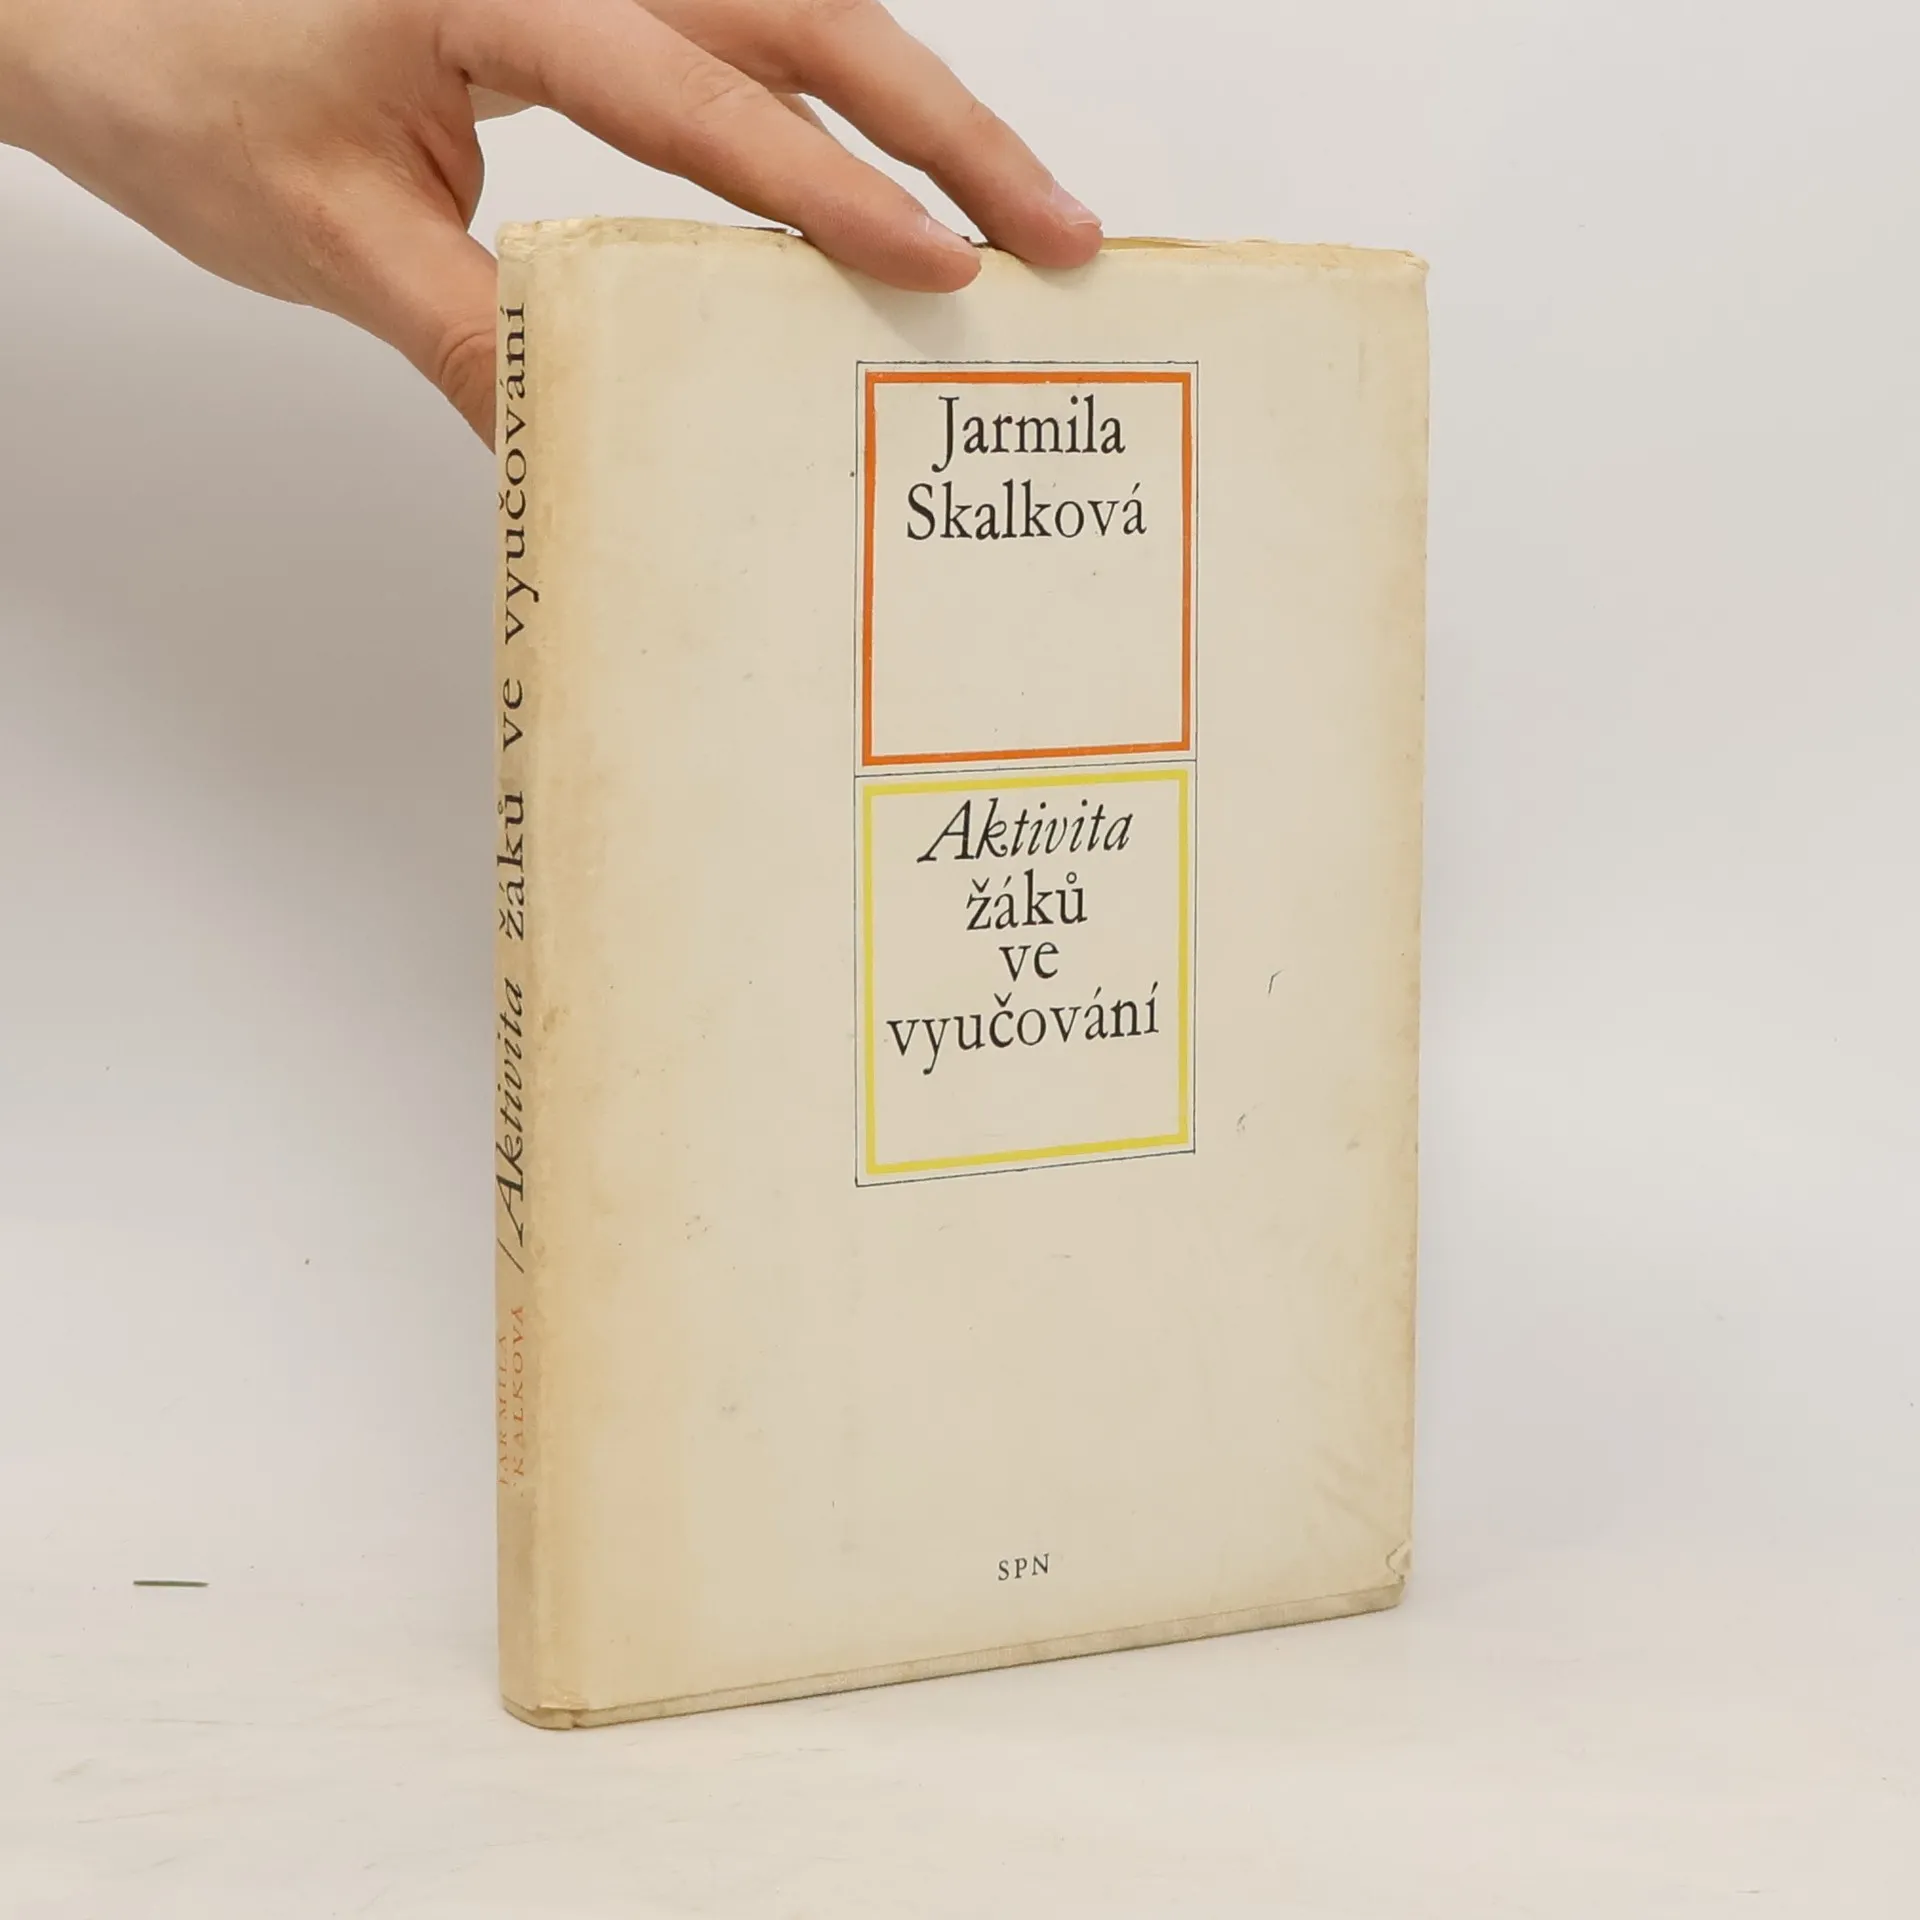 Jarmila
Skalková
Aktivita
žáků
ve
vyučování
SPN
JARMILA
SKALKOVÁ
/Aktivita žáků ve vyučování